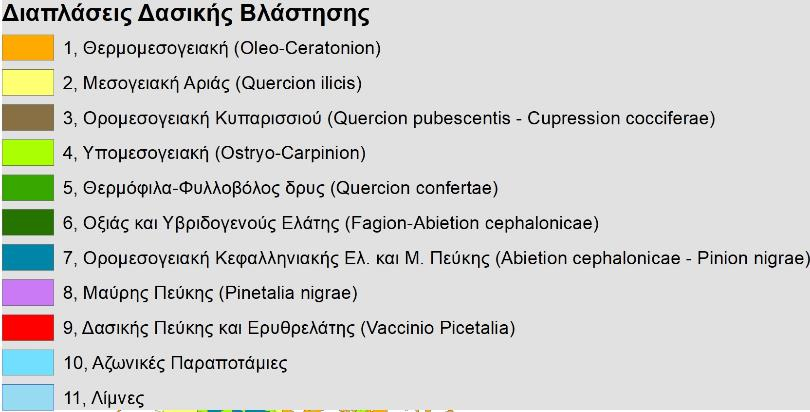 Διαπλάσεις Δασικής Βλάστησης
1, Θερμομεσογειακή (Oleo-Ceratonion)
2, Μεσογειακή Αριάς (Quercion ilicis)
3, Ορομεσογειακή Κυπαρισσιού (Quercion pubescentis - Cupression cocciferae)
4, Υπομεσογειακή (Ostryo-Carpinion)
5, Θερμόφιλα-Φυλλοβόλος δρυς (Quercion confertae)
6, Οξιάς και Υβριδογενούς Ελάτης (Fagion-Abietion cephalonicae)
7, Ορομεσογειακή Κεφαλληνιακής Ελ. και Μ. Πεύκης (Abietion cephalonicae - Pinion nigrae)
8, Μαύρης Πεύκης (Pinetalia nigrae)
9, Δασικής Πεύκης και Ερυθρελάτης (Vaccinio Picetalia)
10, Αζωνικές Παραποτάμιες
11, Λίμνες